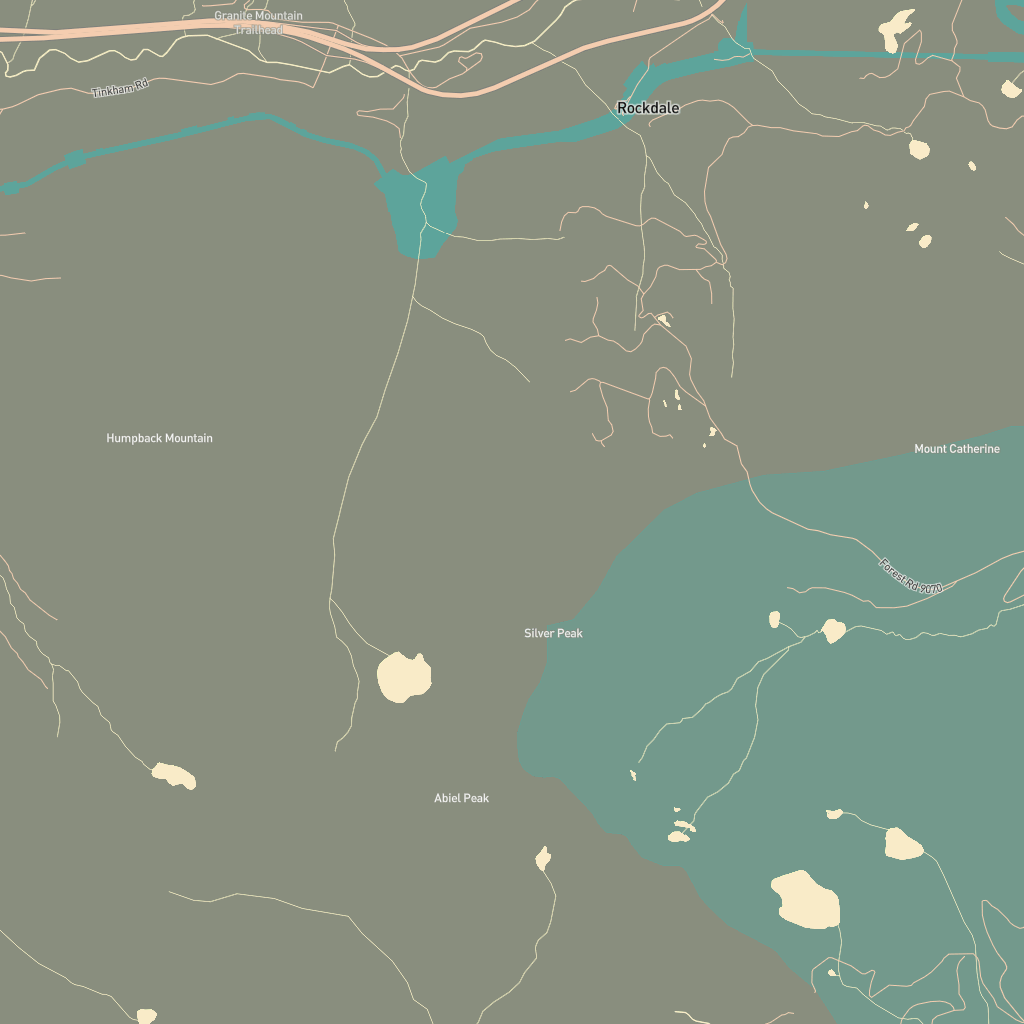 Granite Mountain
Trailhead
Tinkham Rd
Rockdale
Humpback Mountain
Mount Catherine
Forest Rd 9070
Silver Peak
Abiel Peak